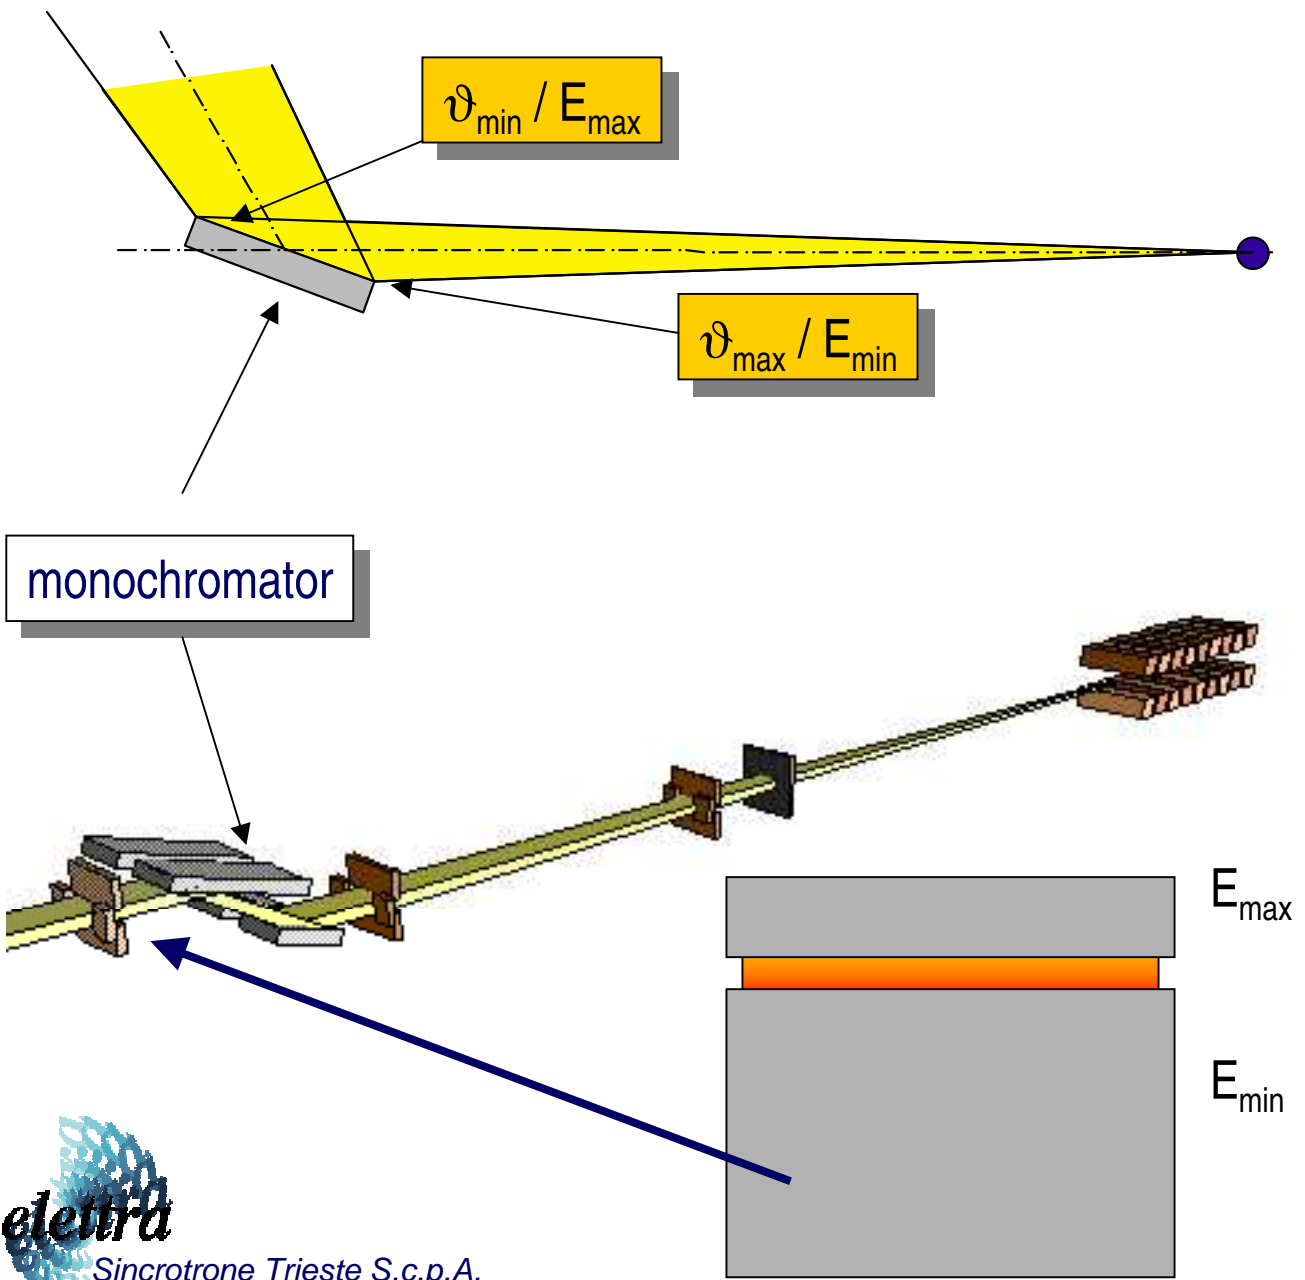 ϑmin / Emax
ϑmax / Emin
monochromator
Emax
Emin
elettra
Sincrotrone Trieste S.c.p.A.